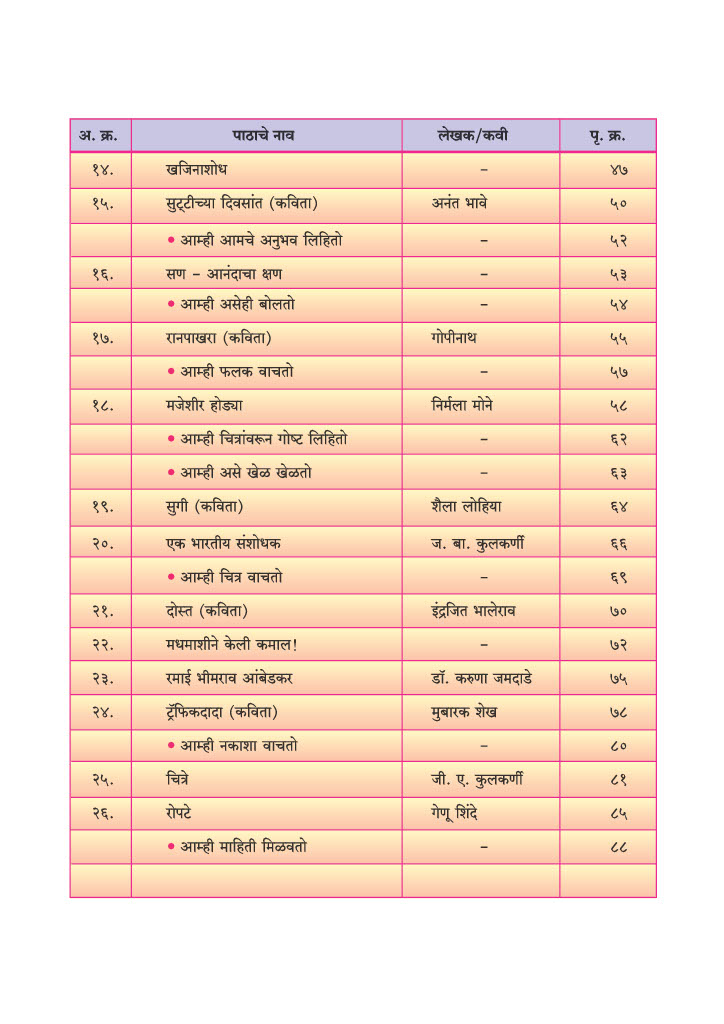 अ. क्र. पाठाचे नाव लेखक/कवी पृ. क्र.
१४. खजिनाशोध – ४७
१५. सुट्टीच्या दिवसांत (कविता) अनंत भावे ५०
• आम्ही आमचे अनुभव लिहितो – ५२
१६. सण – आनंदाचा क्षण – ५३
• आम्ही असेही बोलतो – ५४
१७. रानपाखरा (कविता) गोपीनाथ ५५
• आम्ही फलक वाचतो – ५७
१८. मजेशीर होड्या निर्मला मोने ५८
• आम्ही चित्रांवरून गोष्ट लिहितो – ६२
• आम्ही असे खेळ खेळतो – ६३
१९. सुगी (कविता) शैला लोहिया ६४
२०. एक भारतीय संशोधक ज. बा. कुलकर्णी ६६
• आम्ही चित्र वाचतो – ६९
२१. दोस्त (कविता) इंद्रजित भालेराव ७०
२२. मधमाशीने केली कमाल! – ७२
२३. रमाई भीमराव आंबेडकर डॉ. करुणा जमदाडे ७५
२४. ट्रॅफिकदादा (कविता) मुबारक शेख ७८
• आम्ही नकाशा वाचतो – ८०
२५. चित्रे जी. ए. कुलकर्णी ८१
२६. रोपटे गेणू शिंदे ८५
• आम्ही माहिती मिळवतो – ८८